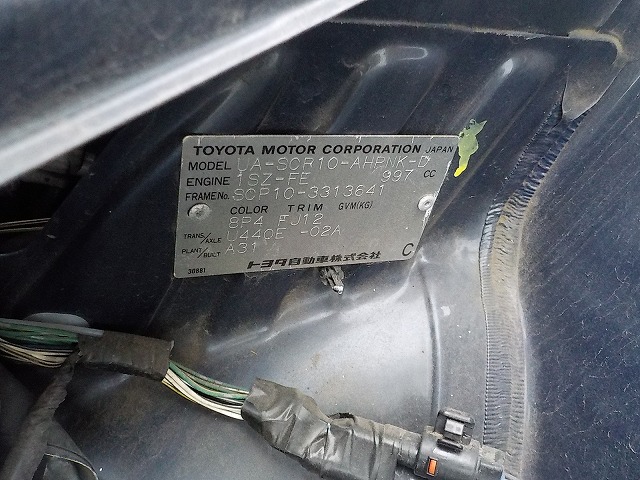 TOYOTA MOTOR CORPORATION JAPAN
MODEL UA-SCP10-AHPNK-D
ENGINE 1SZ-FE 997 CC
FRAME No. SCP10-3313641
COLOR TRIM GVM(KG)
8P4 FJ12
TRANS./AXLE U440E -02A
PLANT/BUILT A31 C
トヨタ自動車株式会社
30881